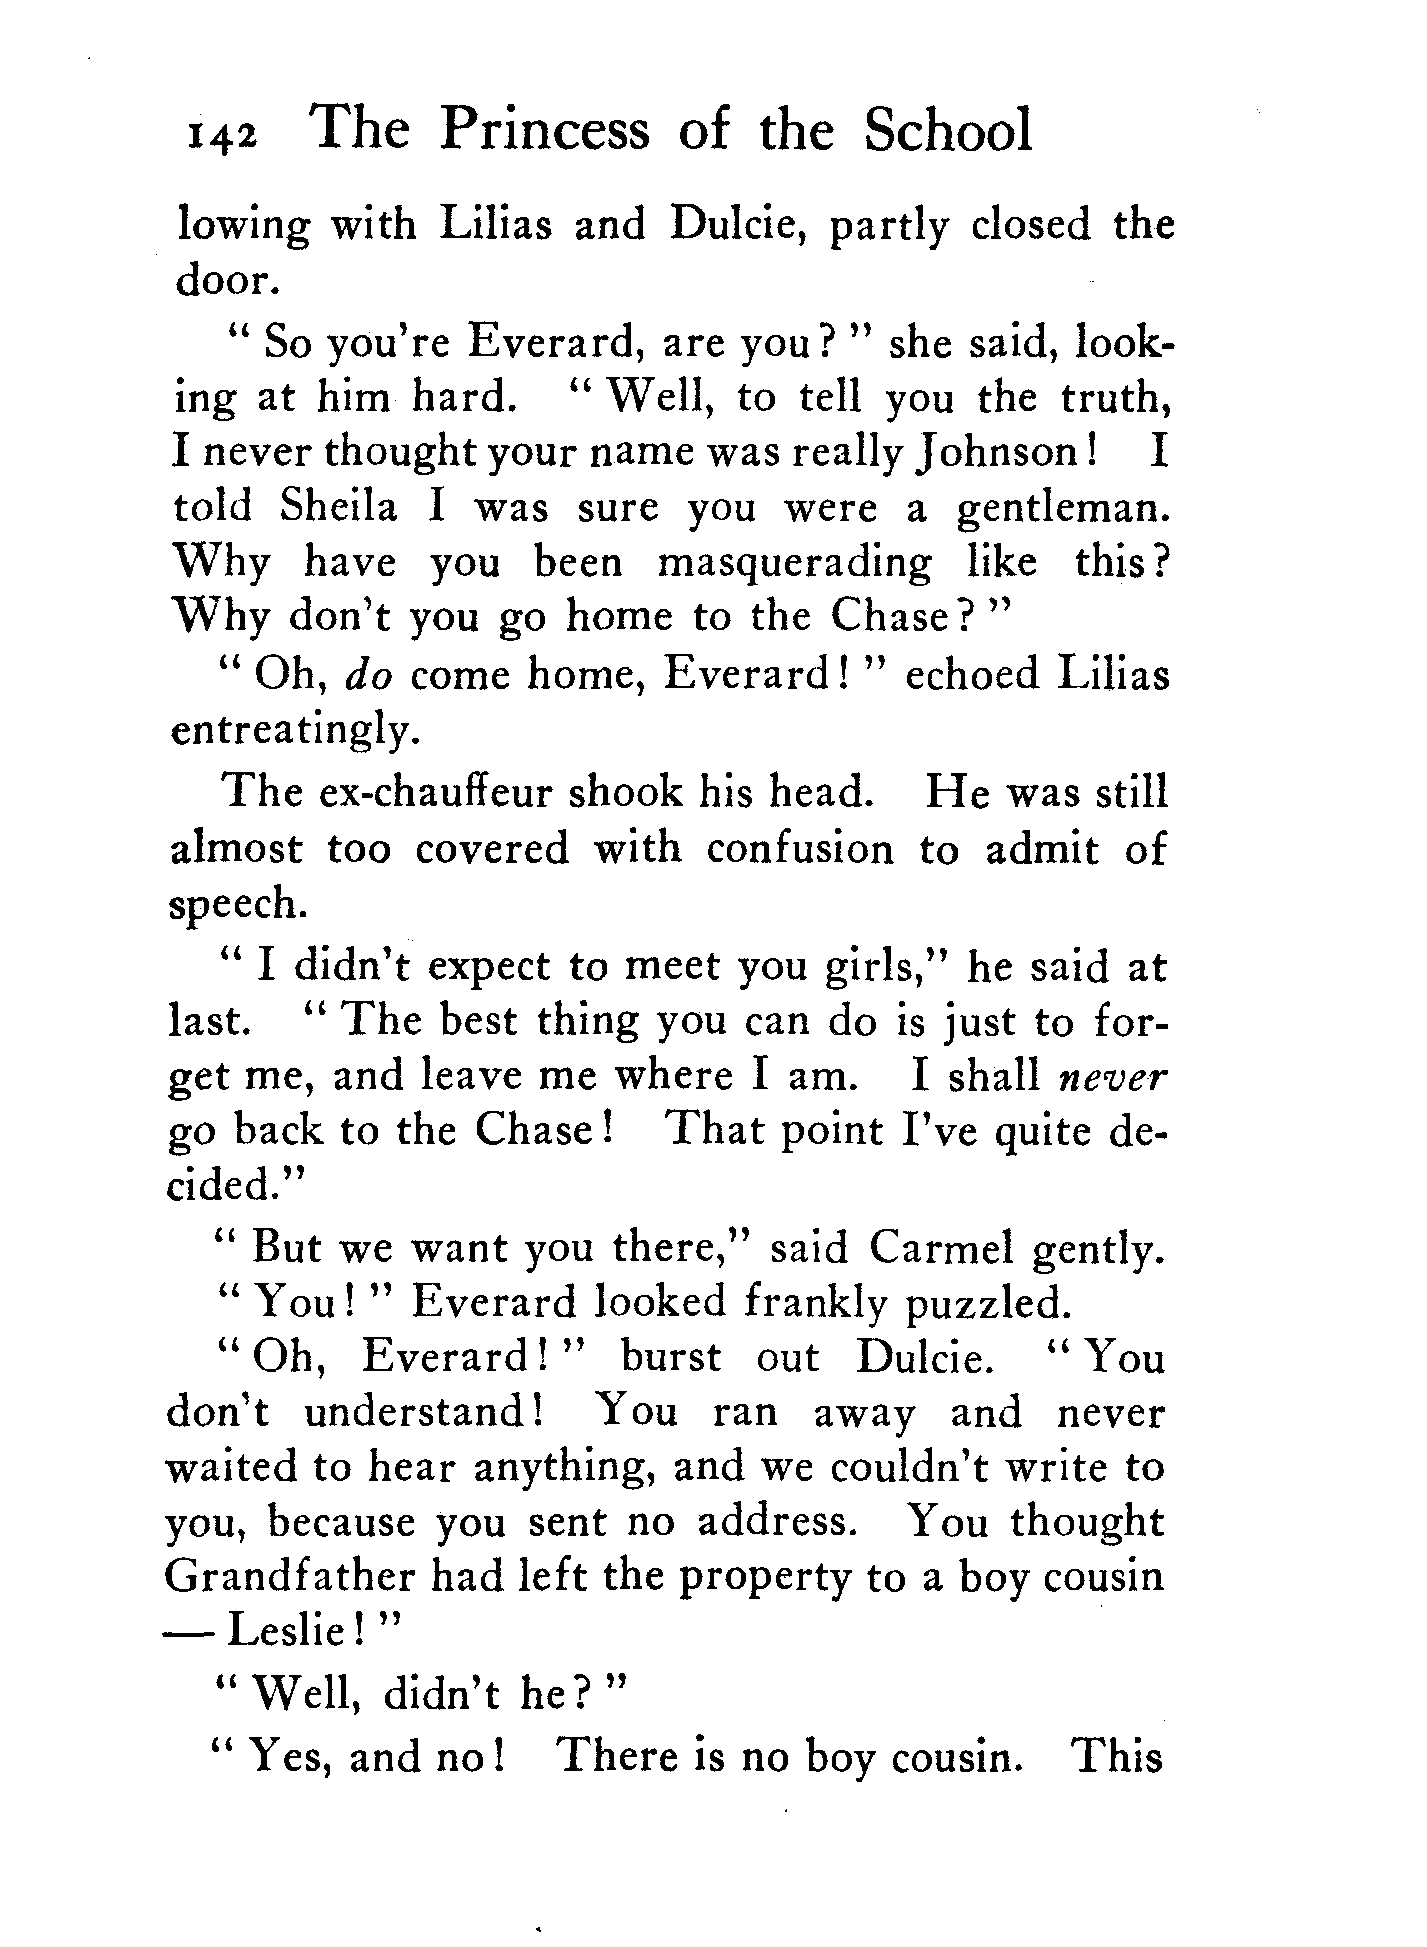 142 The Princess of the School
lowing with Lilias and Dulcie, partly closed the
door.
" So you're Everard, are you? " she said, look-
ing at him hard. " Well, to tell you the truth,
I never thought your name was really Johnson! I
told Sheila I was sure you were a gentleman.
Why have you been masquerading like this?
Why don't you go home to the Chase? "
" Oh, do come home, Everard! " echoed Lilias
entreatingly.
The ex-chauffeur shook his head. He was still
almost too covered with confusion to admit of
speech.
" I didn't expect to meet you girls," he said at
last. " The best thing you can do is just to for-
get me, and leave me where I am. I shall never
go back to the Chase! That point I've quite de-
cided."
" But we want you there," said Carmel gently.
" You! " Everard looked frankly puzzled.
" Oh, Everard! " burst out Dulcie. " You
don't understand! You ran away and never
waited to hear anything, and we couldn't write to
you, because you sent no address. You thought
Grandfather had left the property to a boy cousin
— Leslie! "
" Well, didn't he? "
" Yes, and no! There is no boy cousin. This